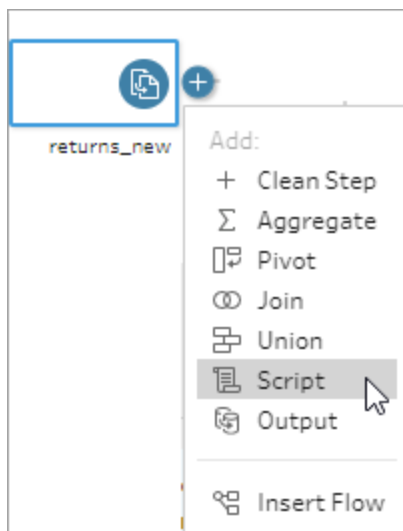 returns_new
Add:
Clean Step
Aggregate
Pivot
Join
Union
Script
Output
Insert Flow